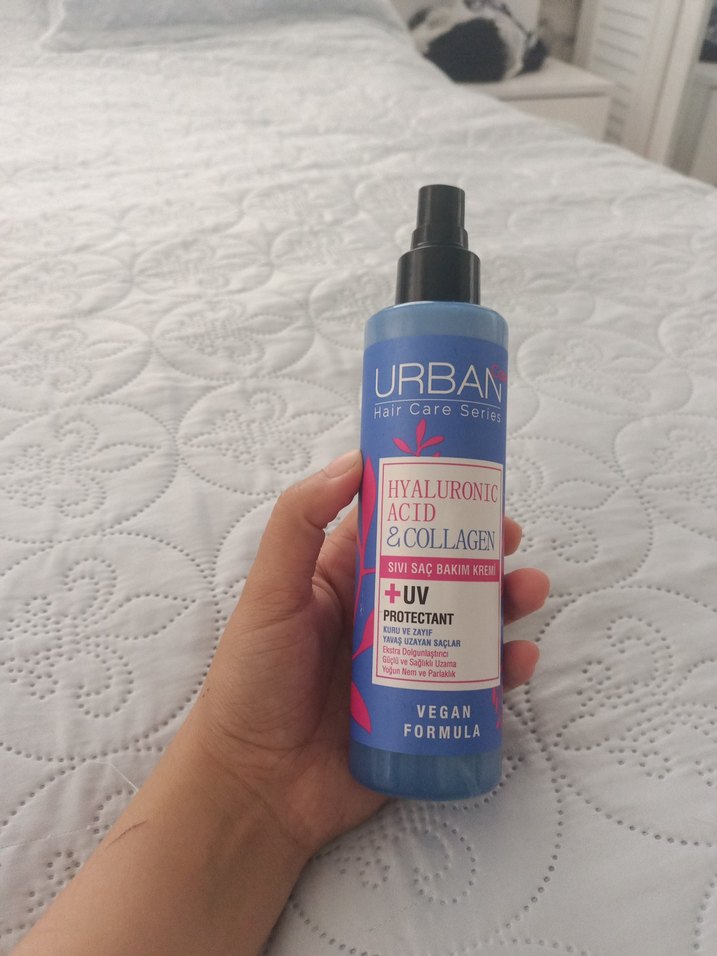 URBAN
Care
Hair Care Series
HYALURONIC
ACID
& COLLAGEN
SIVI SAÇ BAKIM KREMİ
+UV
PROTECTANT
KURU VE ZAYIF
YAVAŞ UZAYAN SAÇLAR
Ekstra Dolgunlaştırıcı
Güçlü ve Sağlıklı Uzama
Yoğun Nem ve Parlaklık
VEGAN
FORMULA